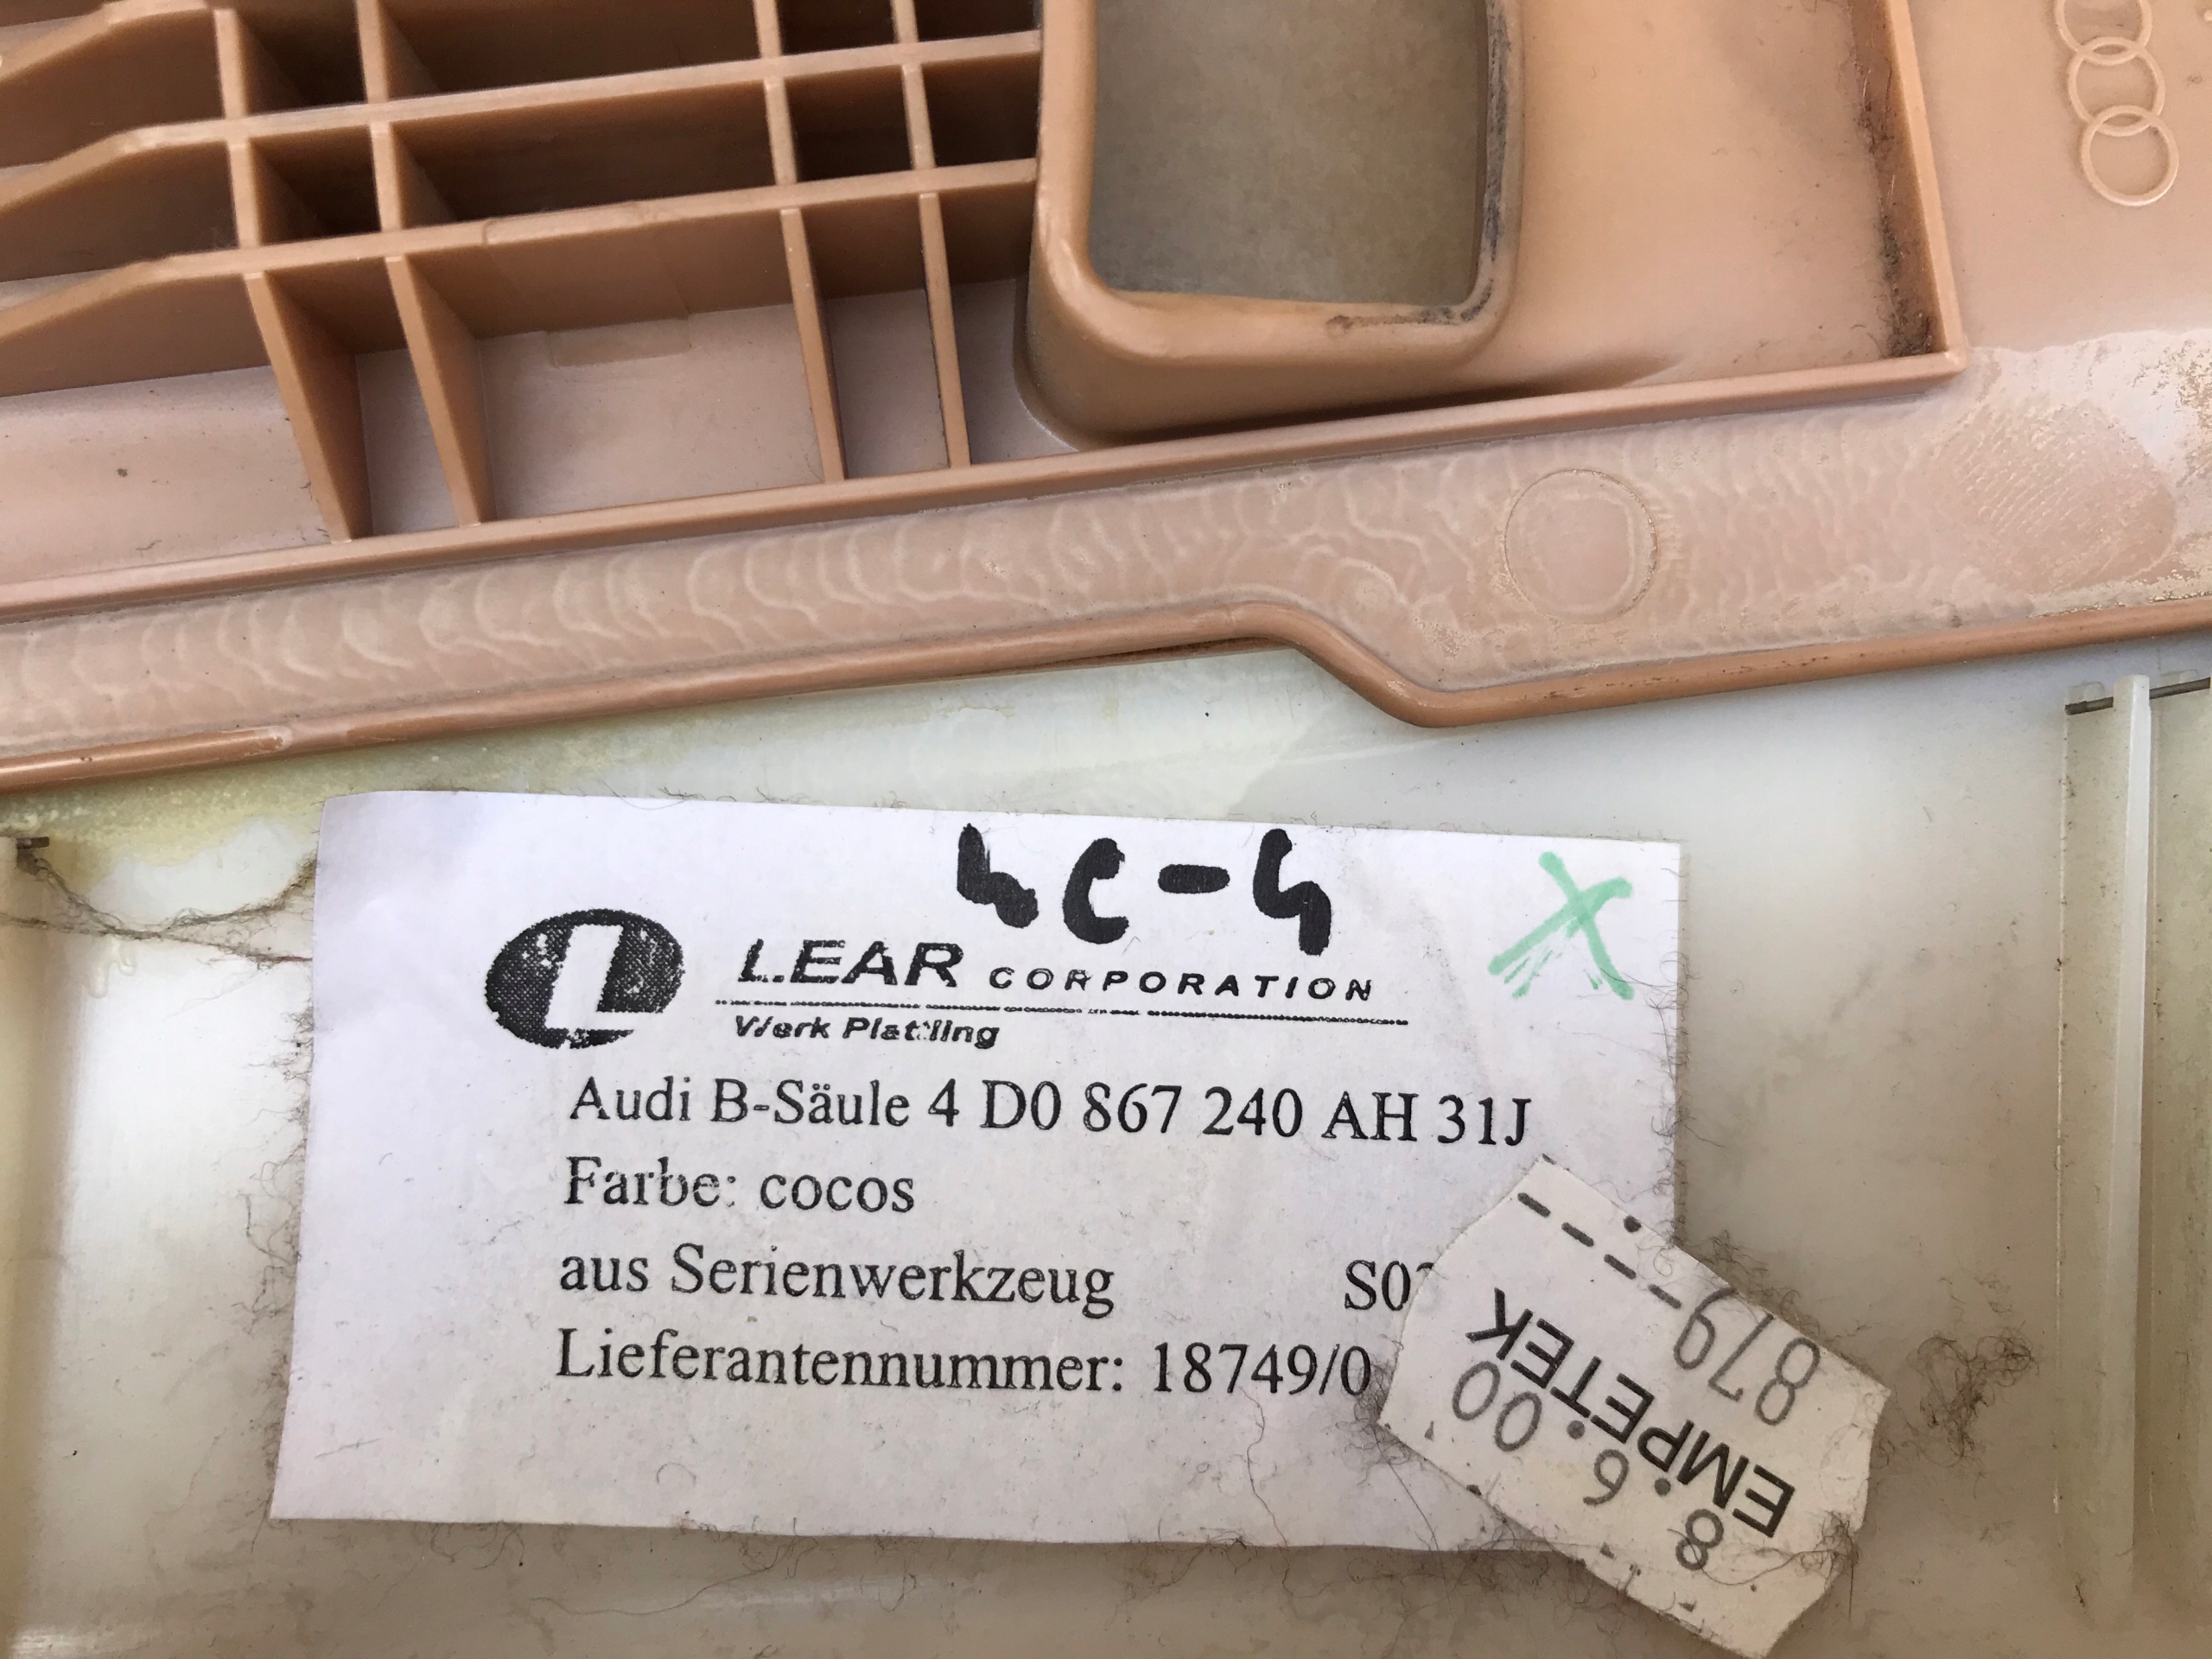 4C-4
X
LEAR CORPORATION
Werk Plattling
Audi B-Säule 4 D0 867 240 AH 31J
Farbe: cocos
aus Serienwerkzeug
Lieferantennummer: 18749/0
8.6.00
EMPETEK
879---